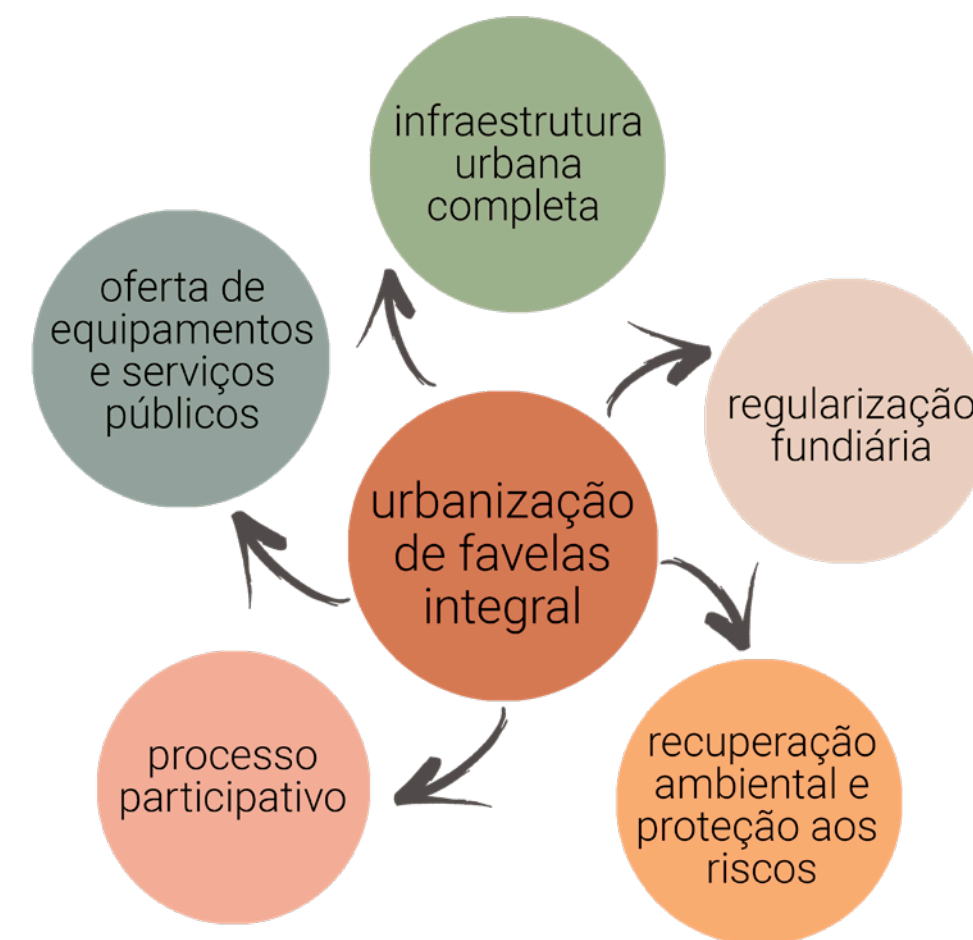 infraestrutura
urbana
completa
oferta de
equipamentos
e serviços
públicos
regularização
fundiária
urbanização
de favelas
integral
processo
participativo
recuperação
ambiental e
proteção aos
riscos